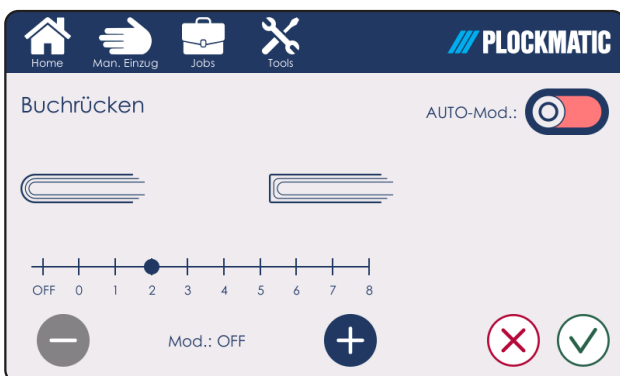 Home Man. Einzug Jobs Tools PLOCKMATIC
Buchrücken AUTO-Mod.:
OFF 0 1 2 3 4 5 6 7 8
Mod.: OFF